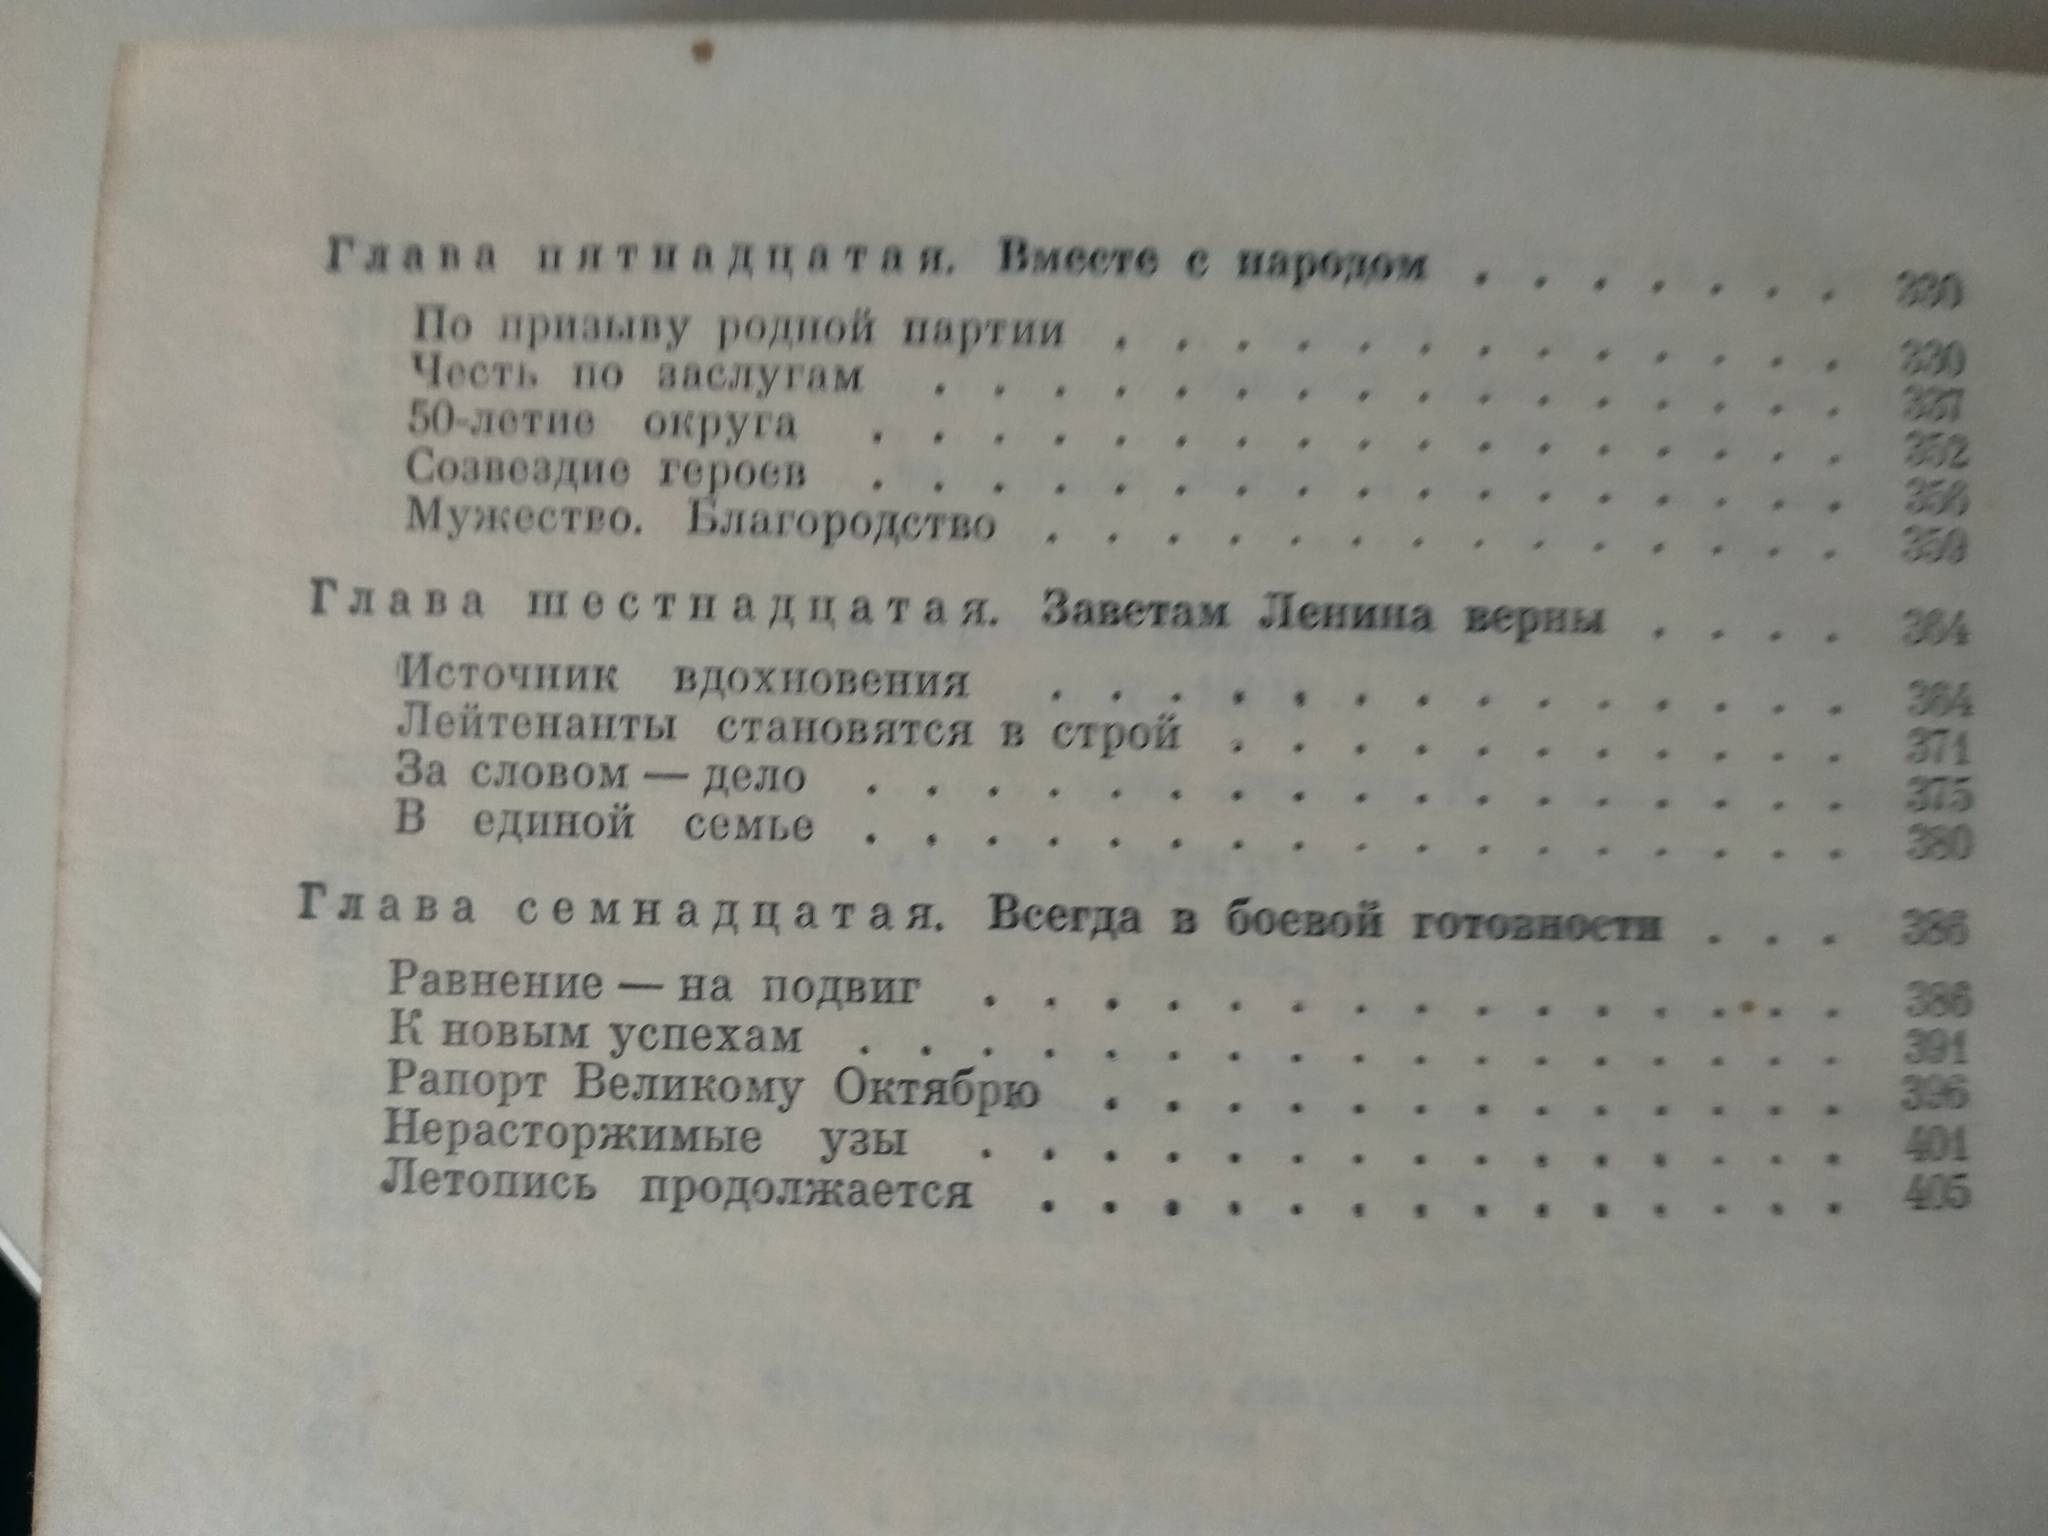 Глава пятнадцатая. Вместе с народом . . . . . . . 330
По призыву родной партии . . . . . . . . . . . . . 330
Честь по заслугам . . . . . . . . . . . . . . . . 337
50-летие округа . . . . . . . . . . . . . . . . . 352
Созвездие героев . . . . . . . . . . . . . . . . .
Мужество. Благородство . . . . . . . . . . . . . . 359
Глава шестнадцатая. Заветам Ленина верны . . . . 364
Источник вдохновения . . . . . . . . . . . . . . 364
Лейтенанты становятся в строй . . . . . . . . . . . 371
За словом — дело . . . . . . . . . . . . . . . . . 375
В единой семье . . . . . . . . . . . . . . . . . 380
Глава семнадцатая. Всегда в боевой готовности . . . 386
Равнение — на подвиг . . . . . . . . . . . . . . . 386
К новым успехам . . . . . . . . . . . . . . . . . 391
Рапорт Великому Октябрю . . . . . . . . . . . . . 396
Нерасторжимые узы . . . . . . . . . . . . . . . 401
Летопись продолжается . . . . . . . . . . . . . . 405